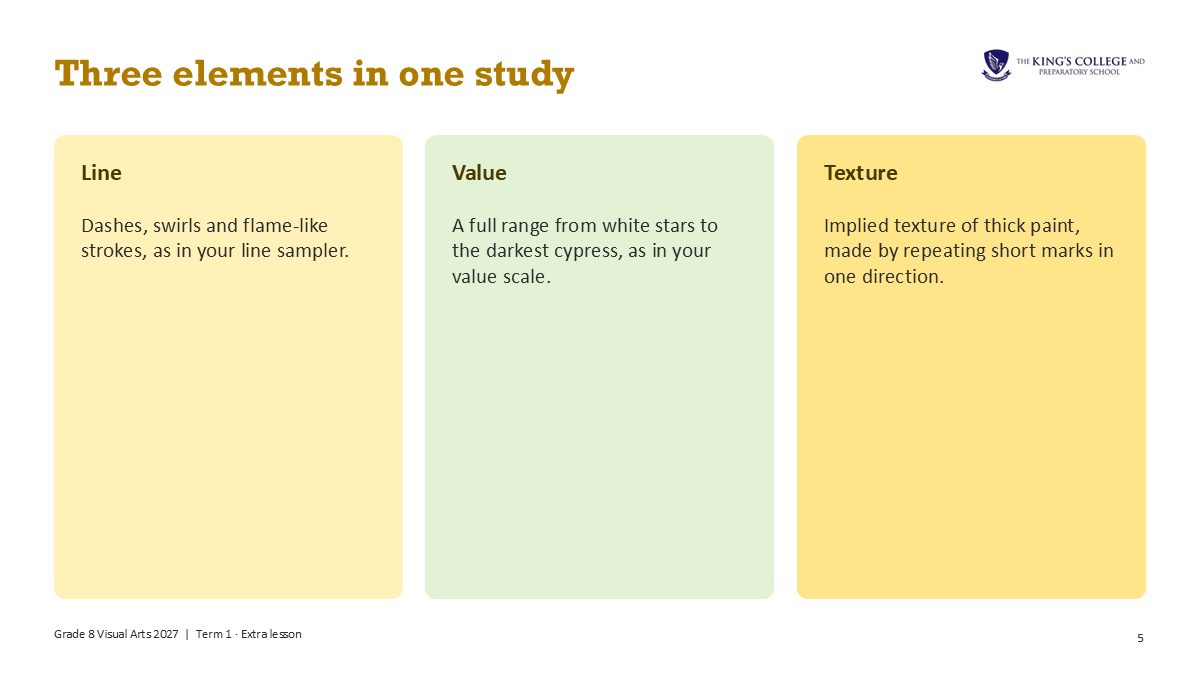 Three elements in one study
THE KING'S COLLEGE AND
PREPARATORY SCHOOL
Line
Dashes, swirls and flame-like
strokes, as in your line sampler.
Value
A full range from white stars to
the darkest cypress, as in your
value scale.
Texture
Implied texture of thick paint,
made by repeating short marks in
one direction.
Grade 8 Visual Arts 2027 | Term 1 · Extra lesson
5